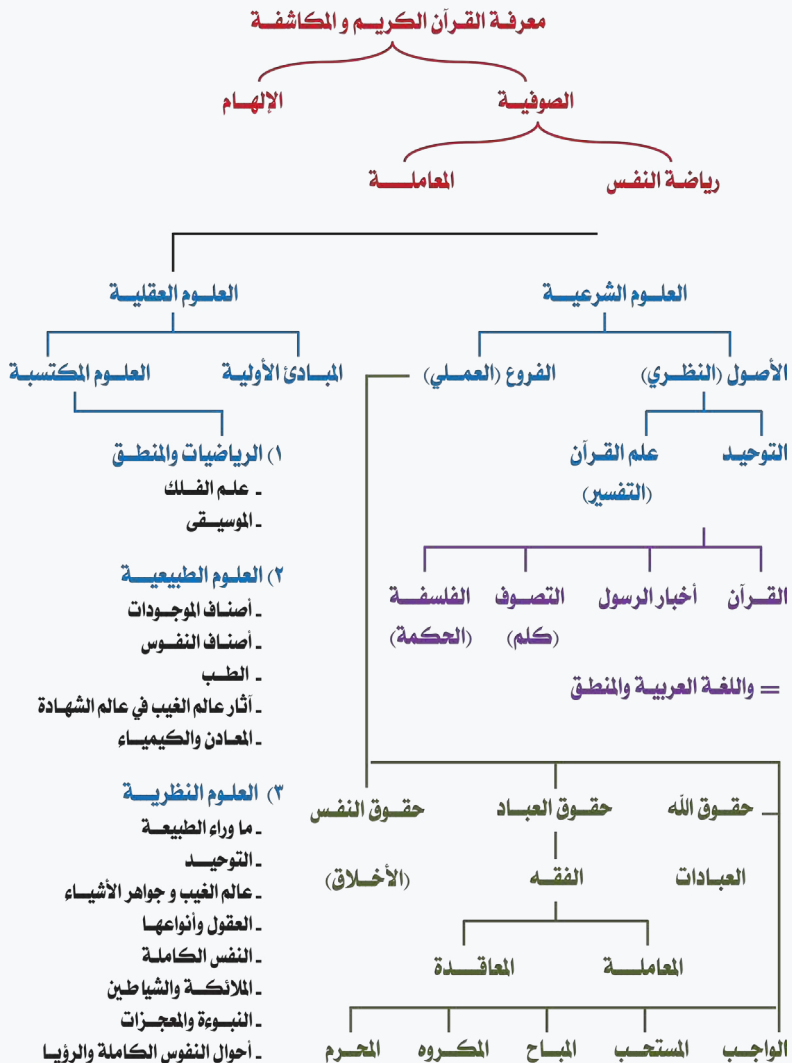 معرفة القرآن الكريم والمكاشفة
الصوفية
الإلهام
رياضة النفس
المعاملة
العلوم الشرعية
العلوم العقلية
الأصول (النظري)
الفروع (العملي)
المبادئ الأولية
العلوم المكتسبة
التوحيد
علم القرآن
(التفسير)
القرآن
أخبار الرسول
التصوف
(كلم)
الفلسفة
(الحكمة)
= واللغة العربية والمنطق
حقوق الله
حقوق العباد
حقوق النفس
العبادات
الفقه
(الأخلاق)
المعاملة
المعاقدة
الواجب
المستحب
المباح
المكروه
المحرم
١) الرياضيات والمنطق
- علم الفلك
- الموسيقى
٢) العلوم الطبيعية
- أصناف الموجودات
- أصناف النفوس
- الطب
- آثار عالم الغيب في عالم الشهادة
- المعادن والكيمياء
٣) العلوم النظرية
- ما وراء الطبيعة
- التوحيد
- عالم الغيب و جواهر الأشياء
- العقول وأنواعها
- النفس الكاملة
- الملائكة والشياطين
- النبوءة والمعجزات
- أحوال النفوس الكاملة والرؤيا